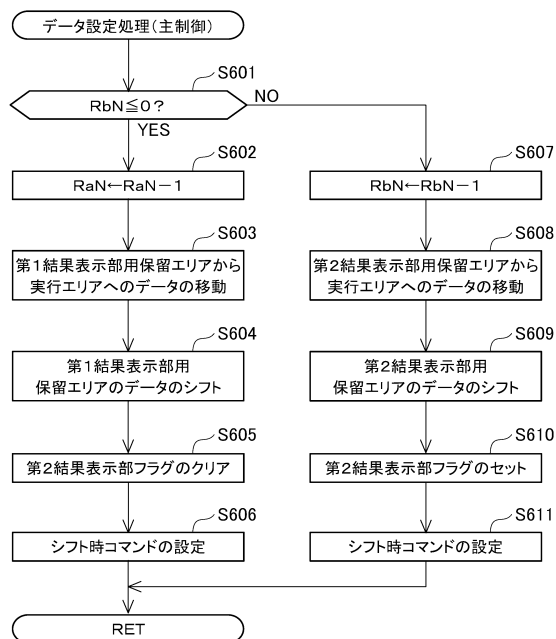 データ設定処理(主制御)
S601
RbN≦0?
NO
YES
S602
RaN←RaN-1
S603
第1結果表示部用保留エリアから
実行エリアへのデータの移動
S604
第1結果表示部用
保留エリアのデータのシフト
S605
第2結果表示部フラグのクリア
S606
シフト時コマンドの設定
S607
RbN←RbN-1
S608
第2結果表示部用保留エリアから
実行エリアへのデータの移動
S609
第2結果表示部用
保留エリアのデータのシフト
S610
第2結果表示部フラグのセット
S611
シフト時コマンドの設定
RET